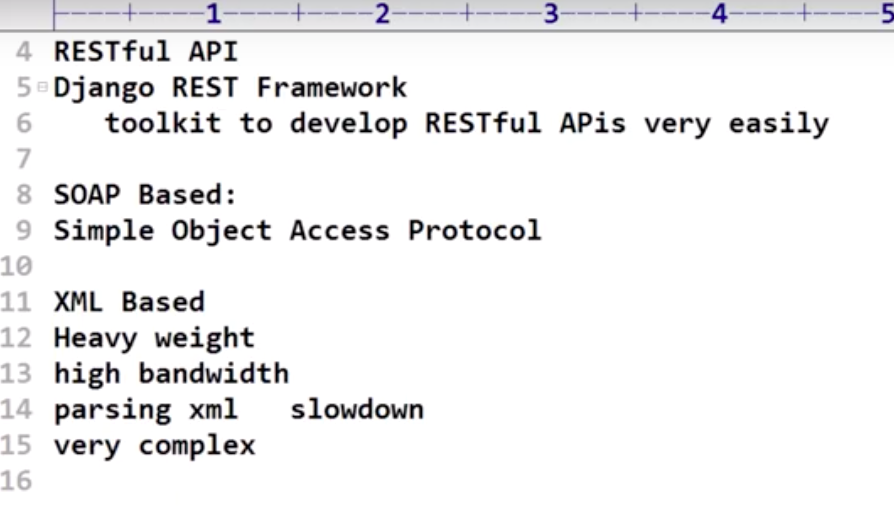 1 2 3 4 5
4 RESTful API
5 Django REST Framework
6 toolkit to develop RESTful APis very easily
7
8 SOAP Based:
9 Simple Object Access Protocol
10
11 XML Based
12 Heavy weight
13 high bandwidth
14 parsing xml   slowdown
15 very complex
16